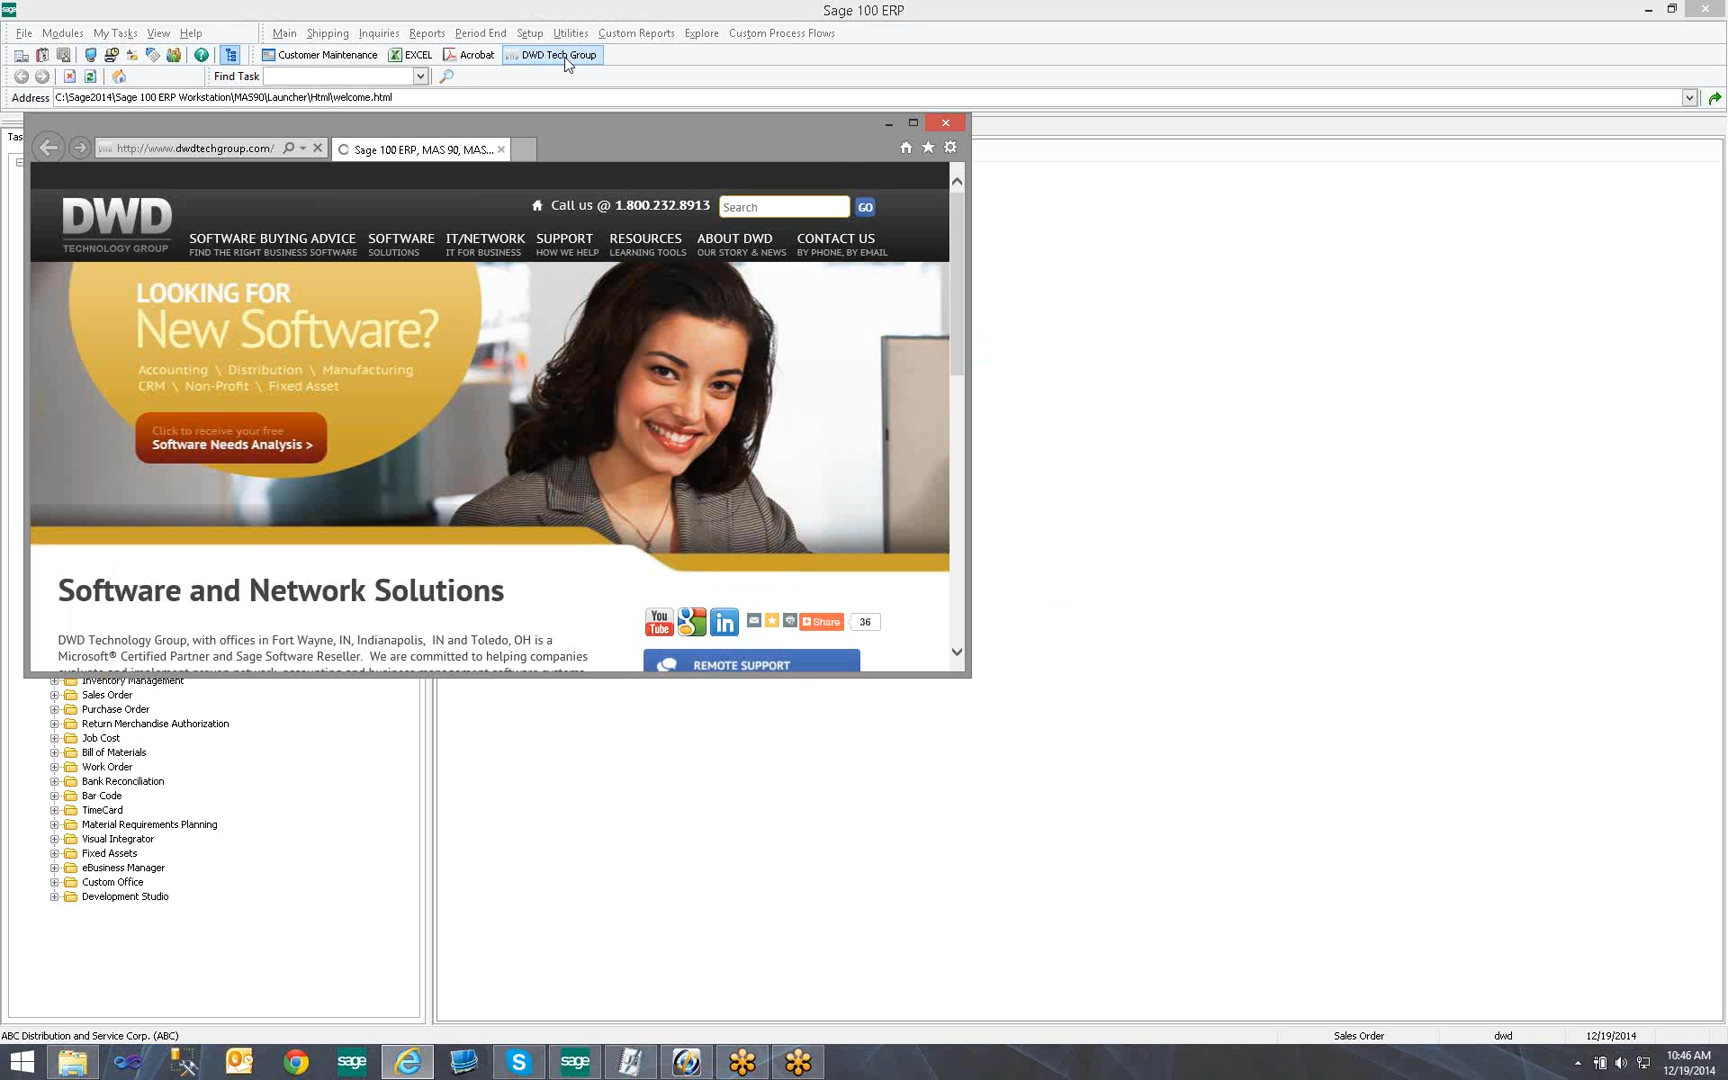 sage
Sage 100 ERP
File Modules My Tasks View Help Main Shipping Inquiries Reports Period End Setup Utilities Custom Reports Explore Custom Process Flows
Customer Maintenance EXCEL Acrobat DWD Tech Group
Find Task
Address C:\Sage2014\Sage 100 ERP Workstation\MAS90\Launcher\Html\welcome.html
Tas
http://www.dwdtechgroup.com/ Sage 100 ERP, MAS 90, MAS...
Call us @ 1.800.232.8913 Search GO
DWD
TECHNOLOGY GROUP
SOFTWARE BUYING ADVICE SOFTWARE IT/NETWORK SUPPORT RESOURCES ABOUT DWD CONTACT US
FIND THE RIGHT BUSINESS SOFTWARE SOLUTIONS IT FOR BUSINESS HOW WE HELP LEARNING TOOLS OUR STORY & NEWS BY PHONE, BY EMAIL
LOOKING FOR
New Software?
Accounting \ Distribution \ Manufacturing
CRM \ Non-Profit \ Fixed Asset
Click to receive your free
Software Needs Analysis >
Software and Network Solutions
You Tube in Share 36
DWD Technology Group, with offices in Fort Wayne, IN, Indianapolis, IN and Toledo, OH is a
Microsoft® Certified Partner and Sage Software Reseller. We are committed to helping companies
REMOTE SUPPORT
Inventory Management
Sales Order
Purchase Order
Return Merchandise Authorization
Job Cost
Bill of Materials
Work Order
Bank Reconciliation
Bar Code
TimeCard
Material Requirements Planning
Visual Integrator
Fixed Assets
eBusiness Manager
Custom Office
Development Studio
ABC Distribution and Service Corp. (ABC) Sales Order dwd 12/19/2014
sage sage
10:46 AM
12/19/2014